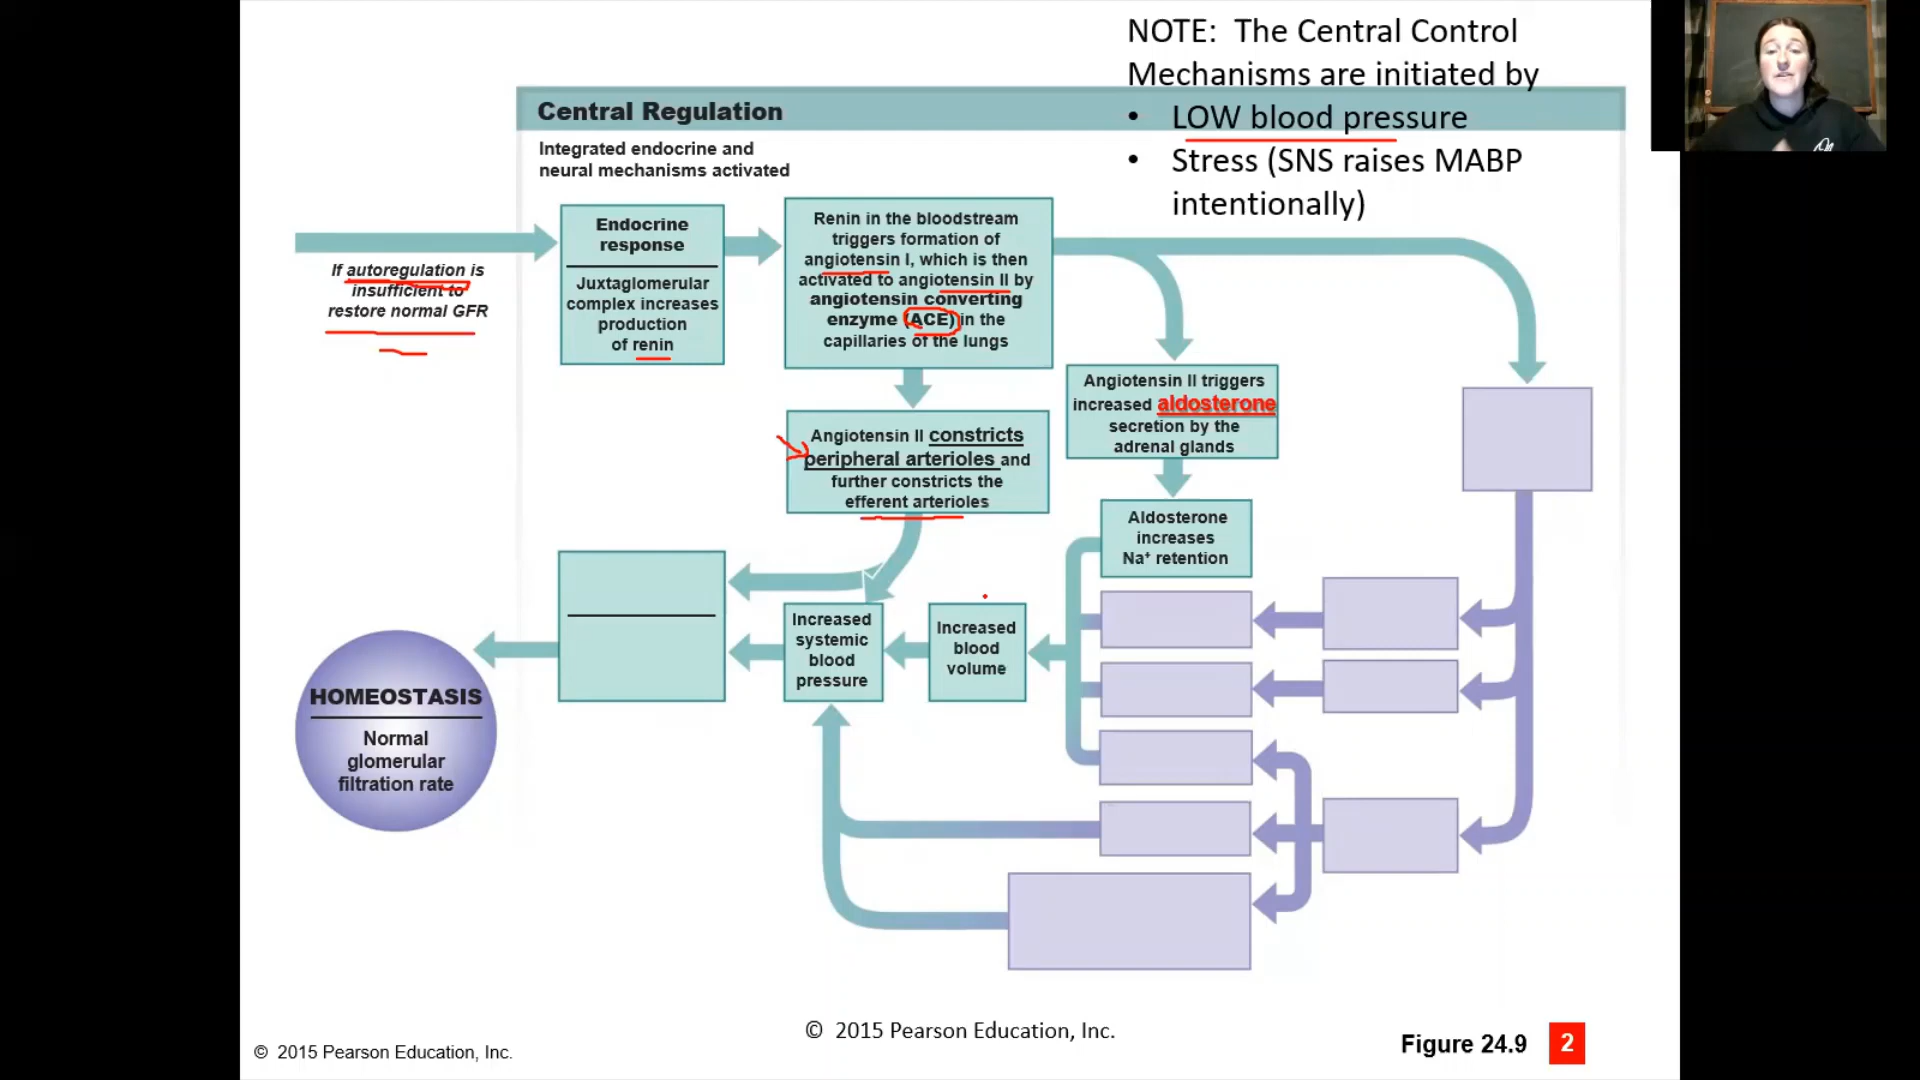 NOTE:  The Central Control
Mechanisms are initiated by
• LOW blood pressure
• Stress (SNS raises MABP
intentionally)
Central Regulation
Integrated endocrine and
neural mechanisms activated
If autoregulation is
insufficient to
restore normal GFR
Endocrine
response
Juxtaglomerular
complex increases
production
of renin
Renin in the bloodstream
triggers formation of
angiotensin I, which is then
activated to angiotensin II by
angiotensin converting
enzyme (ACE) in the
capillaries of the lungs
Angiotensin II constricts
peripheral arterioles and
further constricts the
efferent arterioles
Angiotensin II triggers
increased aldosterone
secretion by the
adrenal glands
Aldosterone
increases
Na⁺ retention
Increased
systemic
blood
pressure
Increased
blood
volume
HOMEOSTASIS
Normal
glomerular
filtration rate
© 2015 Pearson Education, Inc.
© 2015 Pearson Education, Inc.
Figure 24.9 2